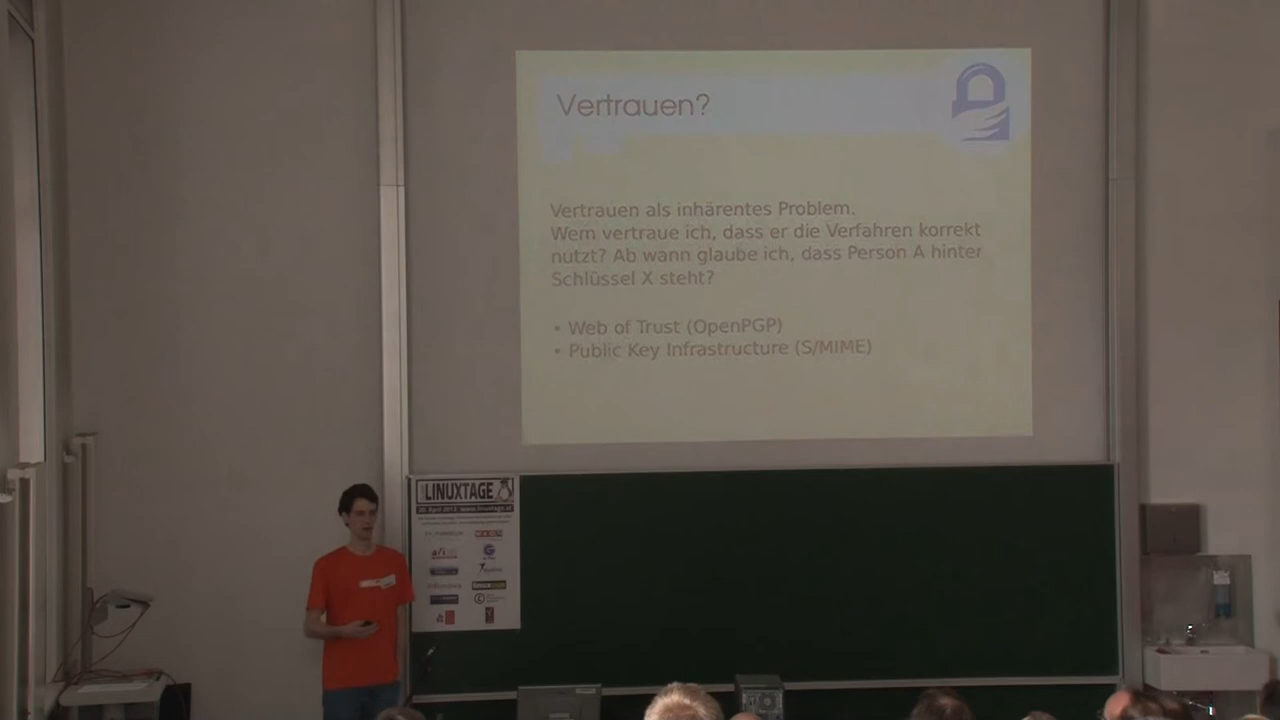 Vertrauen?
Vertrauen als inhärentes Problem.
Wem vertraue ich, dass er die Verfahren korrekt
nutzt? Ab wann glaube ich, dass Person A hinter
Schlüssel X steht?
• Web of Trust (OpenPGP)
• Public Key Infrastructure (S/MIME)
LINUXTAGE